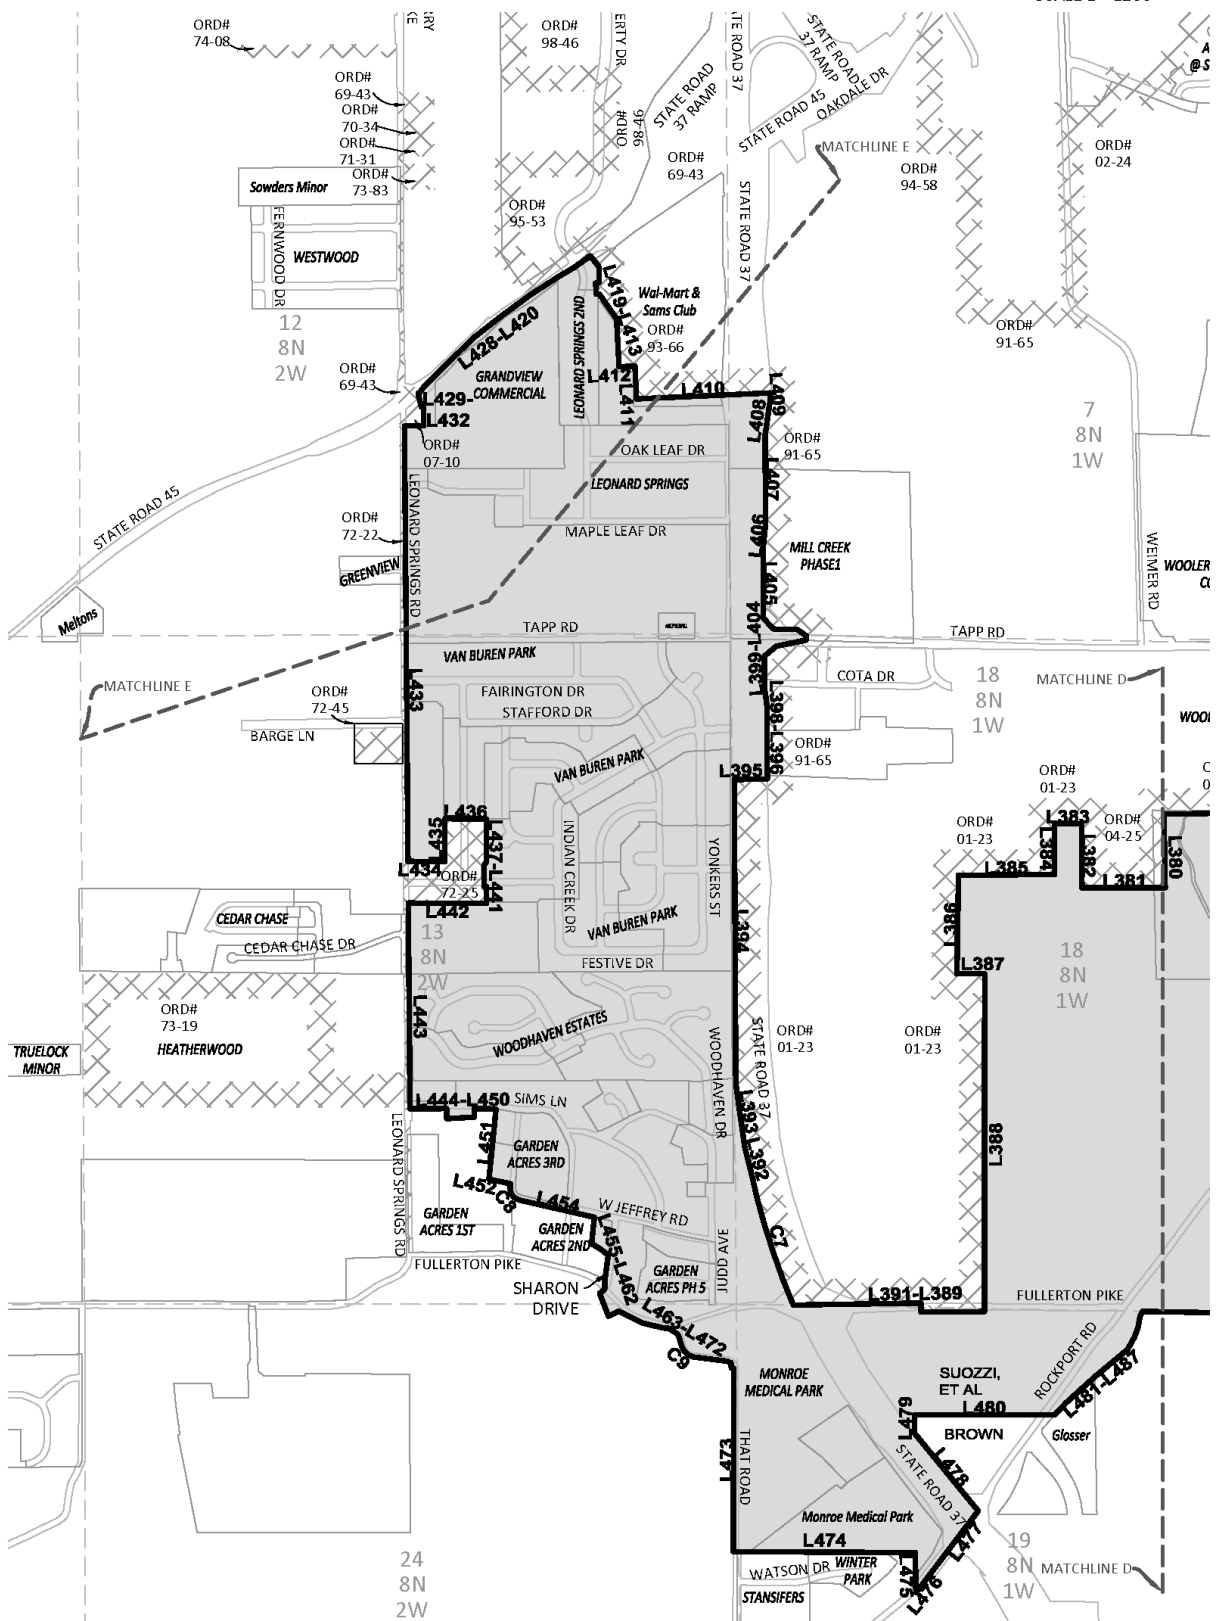 ORD#
74-08
ORD#
98-46
ERTY DR
TE ROAD 37
STATE ROAD
37 RAMP
STATE ROAD
37 RAMP
OAKDALE DR
STATE ROAD 45
ORD#
69-43
ORD#
70-34
ORD#
71-31
ORD#
73-83
ORD#
98-46
ORD#
69-43
MATCHLINE E
ORD#
94-58
ORD#
02-24
Sowders Minor
FERNWOOD DR
WESTWOOD
ORD#
95-53
STATE ROAD 37
12
8N
2W
L419-L413
Wal-Mart &
Sams Club
ORD#
93-66
ORD#
91-65
L428-L420
LEONARD SPRINGS 2ND
GRANDVIEW
COMMERCIAL
L412
L411
L410
L409
L408
ORD#
69-43
L429-
L432
ORD#
07-10
ORD#
91-65
7
8N
1W
OAK LEAF DR
LEONARD SPRINGS
L407
STATE ROAD 45
ORD#
72-22
LEONARD SPRINGS RD
MAPLE LEAF DR
L406
MILL CREEK
PHASE1
WEIMER RD
WOOLER
GREENVIEW
L405
Meltons
TAPP RD
L399-L404
TAPP RD
VAN BUREN PARK
COTA DR
18
8N
1W
MATCHLINE D
MATCHLINE E
ORD#
72-45
L433
FAIRINGTON DR
STAFFORD DR
L398-L396
BARGE LN
VAN BUREN PARK
ORD#
91-65
L395
ORD#
01-23
L436
L435
L434
L437-L441
ORD#
72-25
L442
INDIAN CREEK DR
YONKERS ST
ORD#
01-23
L383
ORD#
04-25
L384
L382
L380
L385
L381
CEDAR CHASE
CEDAR CHASE DR
13
8N
2W
VAN BUREN PARK
FESTIVE DR
L394
L386
L387
18
8N
1W
ORD#
73-19
HEATHERWOOD
TRUELOCK
MINOR
L443
WOODHAVEN ESTATES
WOODHAVEN DR
STATE ROAD 37
ORD#
01-23
ORD#
01-23
L444-L450
SIMS LN
L393
L392
L388
LEONARD SPRINGS RD
L451
GARDEN
ACRES 3RD
L452
C8
L454
W JEFFREY RD
GARDEN
ACRES 1ST
GARDEN
ACRES 2ND
L455-L462
JUDD AVE
C7
FULLERTON PIKE
SHARON
DRIVE
GARDEN
ACRES PH 5
L391-L389
FULLERTON PIKE
L463-L472
C9
MONROE
MEDICAL PARK
SUOZZI,
ET AL
ROCKPORT RD
L481-L487
L479
L480
BROWN
Glosser
L473
THAT ROAD
STATE ROAD 37
L478
Monroe Medical Park
L477
L474
L475
L476
WATSON DR
WINTER
PARK
STANSIFERS
19
8N
1W
MATCHLINE D
24
8N
2W